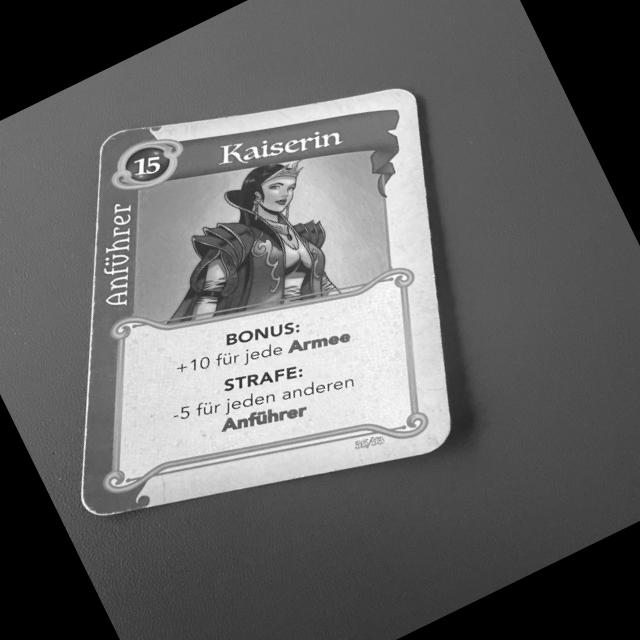 15
Kaiserin
Anführer
BONUS:
+10 für jede Armee
STRAFE:
-5 für jeden anderen
Anführer